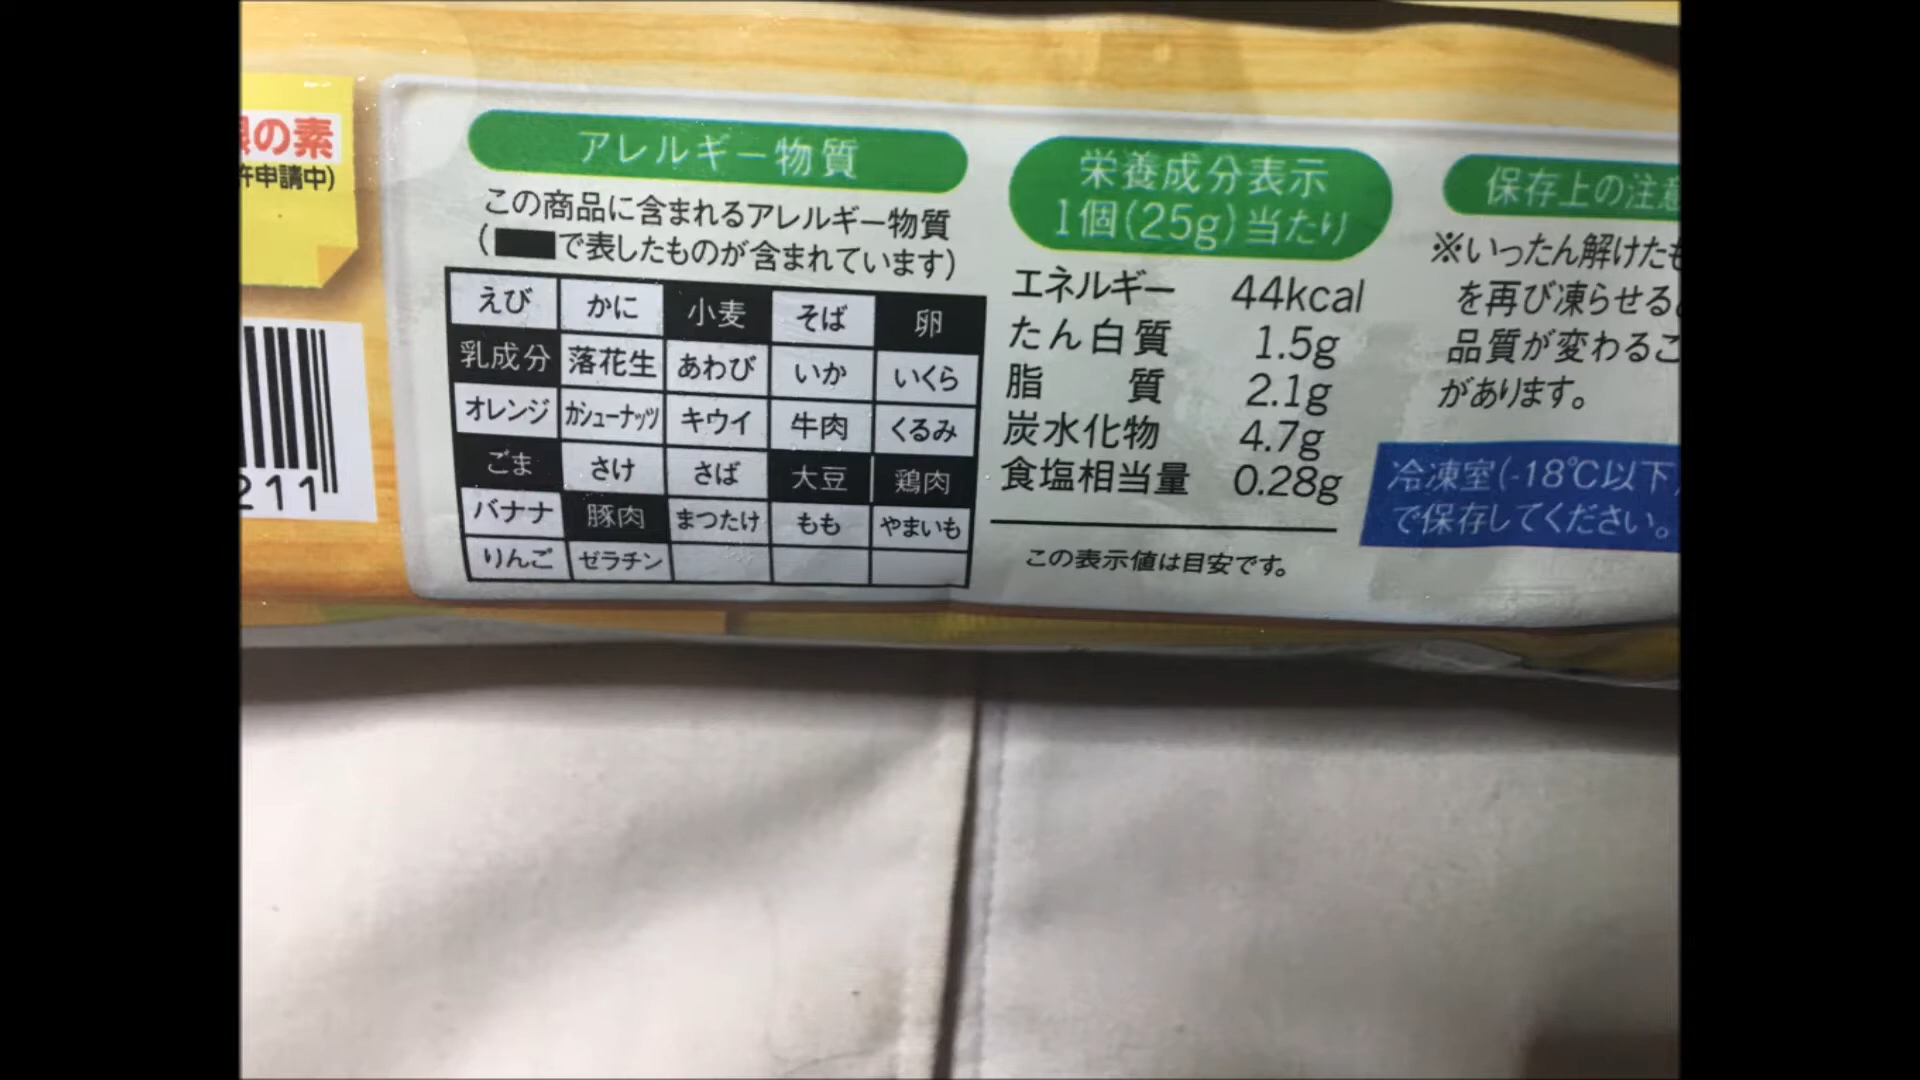 の素
申請中)
211
アレルギー物質
この商品に含まれるアレルギー物質
(■で表したものが含まれています)
えび かに 小麦 そば 卵
乳成分 落花生 あわび いか いくら
オレンジ カシューナッツ キウイ 牛肉 くるみ
ごま さけ さば 大豆 鶏肉
バナナ 豚肉 まつたけ もも やまいも
りんご ゼラチン
栄養成分表示
1個(25g)当たり
エネルギー 44kcal
たん白質 1.5g
脂質 2.1g
炭水化物 4.7g
食塩相当量 0.28g
この表示値は目安です。
保存上の注意
※いったん解けたも
を再び凍らせる
品質が変わるこ
があります。
冷凍室(-18℃以下)
で保存してください。